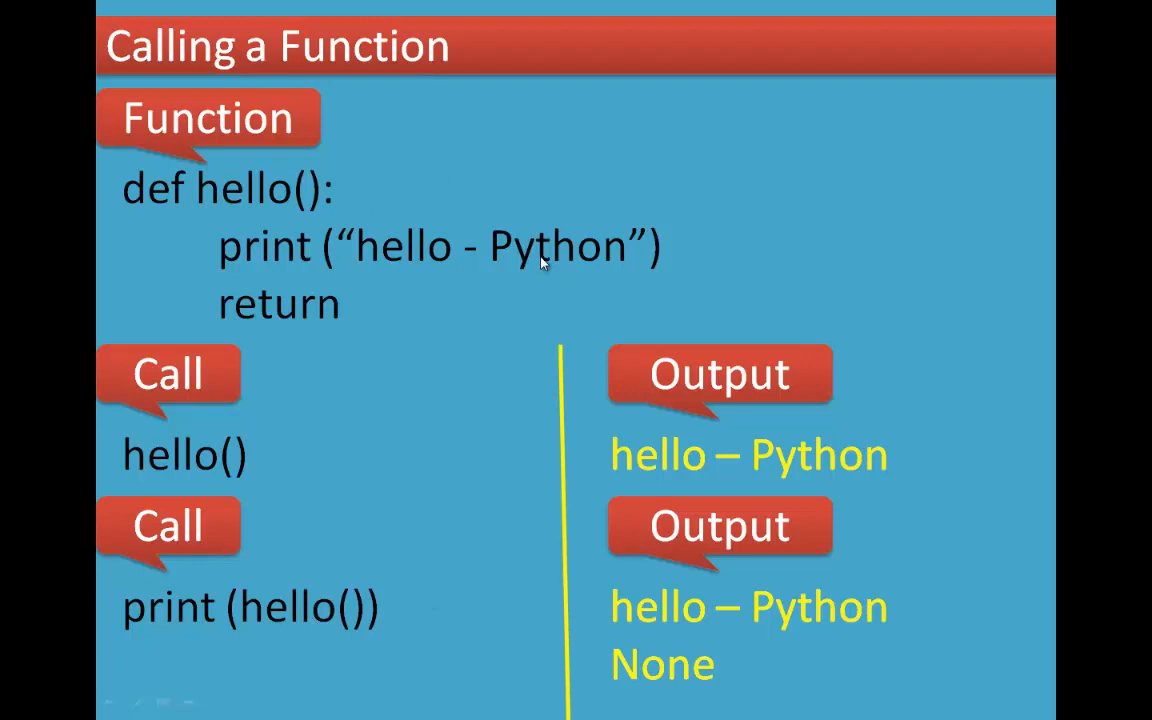 Calling a Function
Function
def hello():
print (“hello - Python”)
return
Call
Output
hello()
hello – Python
Call
Output
print (hello())
hello – Python
None